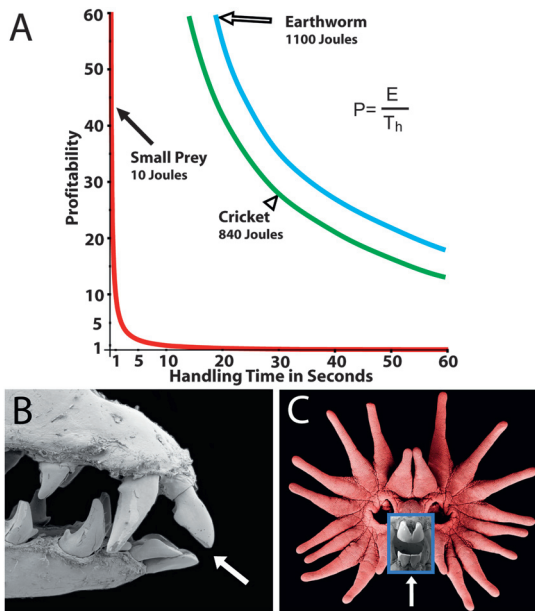 A
Earthworm
1100 Joules
P= E
Th
Small Prey
10 Joules
Cricket
840 Joules
Profitability
60
50
40
30
20
10
5
1
1 5 10 20 30 40 50 60
Handling Time in Seconds
B
C